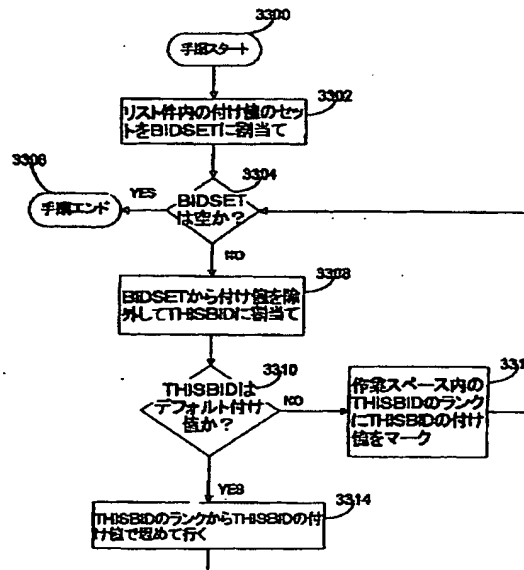 3300
手順スタート
3302
リスト件内の付け値のセッ
トをBIDSETに割当て
3304
3306
YES
BIDSET
は空か?
手順エンド
NO
3308
BIDSETから付け値を除
外してTHISBIDに割当て
3310
THISBIDは
デフォルト付け
値か?
NO
331
作業スペース内の
THISBIDのランク
にTHISBIDの付け
値をマーク
YES
3314
THISBIDのランクからTHISBIDの付
け値で埋めて行く